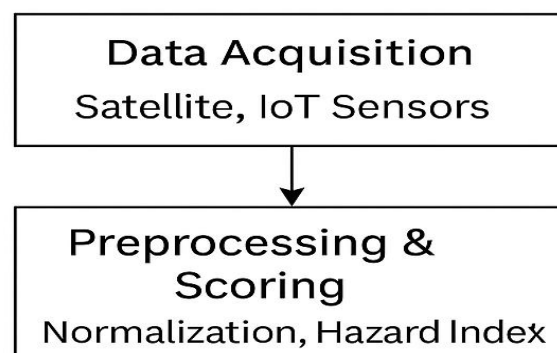 Data Acquisition
Satellite, IoT Sensors
Preprocessing &
Scoring
Normalization, Hazard Index